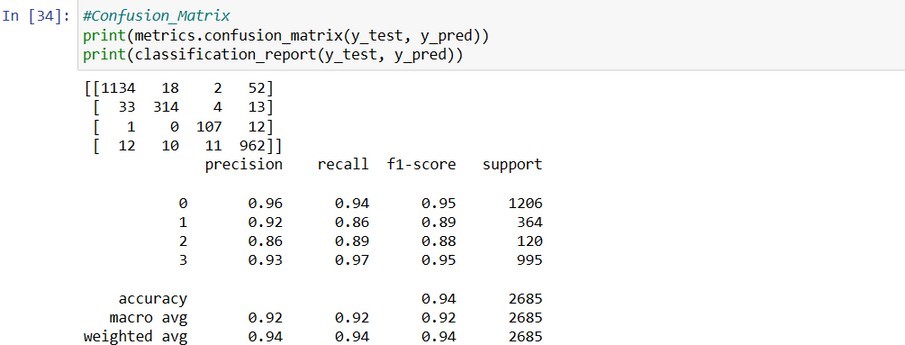 In [34]: #Confusion_Matrix
print(metrics.confusion_matrix(y_test, y_pred))
print(classification_report(y_test, y_pred))
[[1134   18    2   52]
 [  33  314    4   13]
 [   1    0  107   12]
 [  12   10   11  962]]
              precision    recall  f1-score   support
           0       0.96      0.94      0.95      1206
           1       0.92      0.86      0.89       364
           2       0.86      0.89      0.88       120
           3       0.93      0.97      0.95       995
    accuracy                           0.94      2685
   macro avg       0.92      0.92      0.92      2685
weighted avg       0.94      0.94      0.94      2685